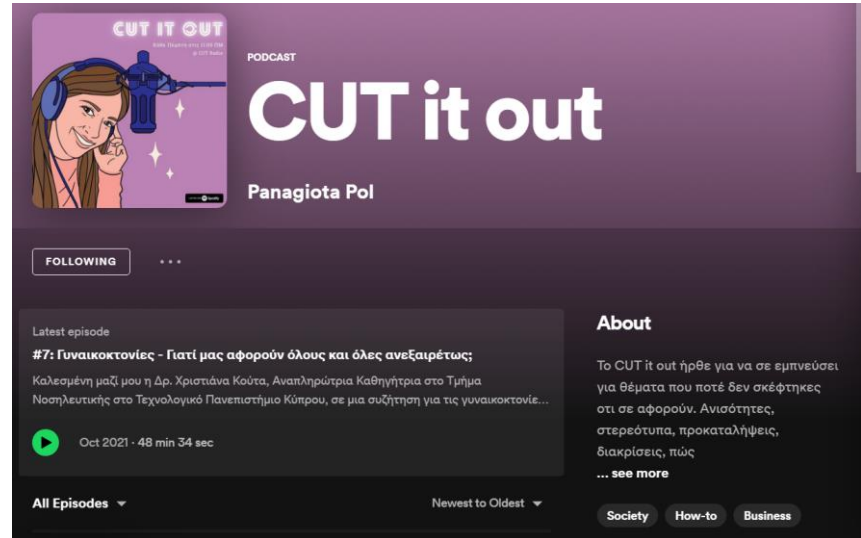 CUT IT OUT
PODCAST
CUT it out
Panagiota Pol
FOLLOWING
Latest episode
#7: Γυναικοκτονίες - Γιατί μας αφορούν όλους και όλες ανεξαιρέτως;
Καλεσμένη μαζί μου η Δρ. Χριστιάνα Κούτα, Αναπληρώτρια Καθηγήτρια στο Τμήμα
Νοσηλευτικής στο Τεχνολογικό Πανεπιστήμιο Κύπρου, σε μια συζήτηση για τις γυναικοκτονίε...
Oct 2021 · 48 min 34 sec
All Episodes
Newest to Oldest
About
Το CUT it out ήρθε για να σε εμπνεύσει
για θέματα που ποτέ δεν σκέφτηκες
οτι σε αφορούν. Ανισότητες,
στερεότυπα, προκαταλήψεις,
διακρίσεις, πώς
... see more
Society
How-to
Business